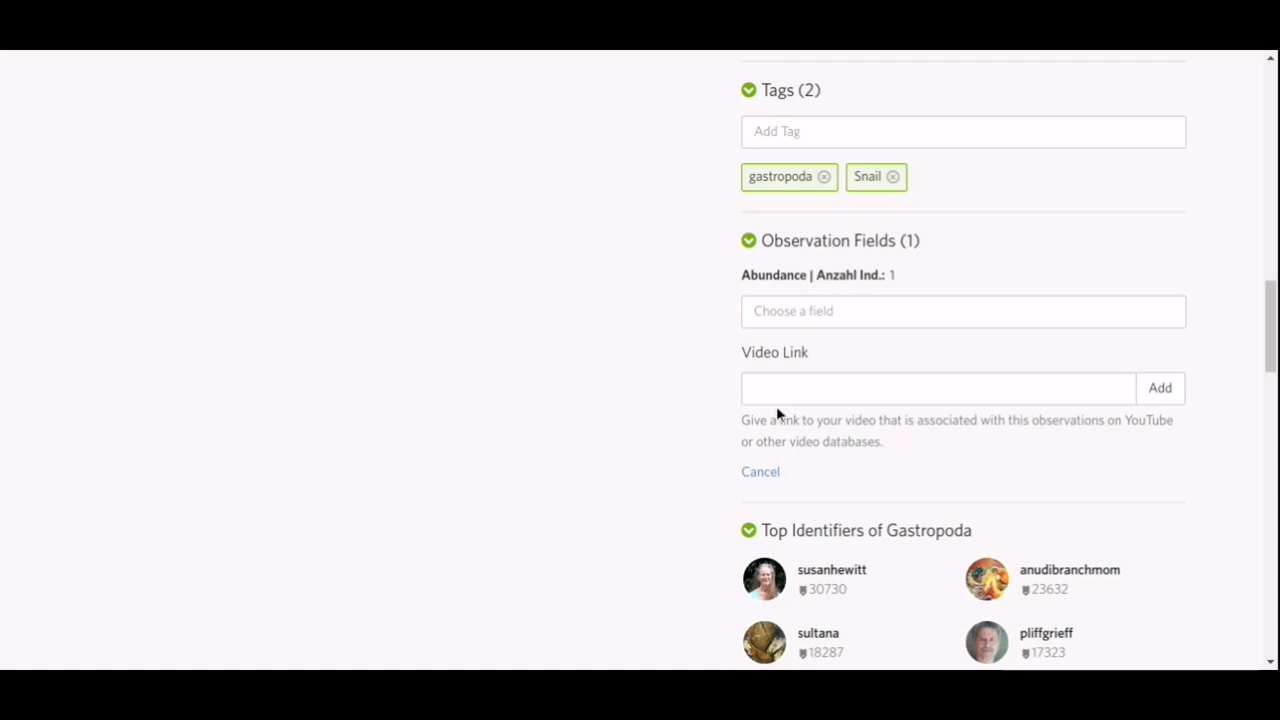 Tags (2)
Add Tag
gastropoda Snail
Observation Fields (1)
Abundance | Anzahl Ind.: 1
Choose a field
Video Link
Add
Give a link to your video that is associated with this observations on YouTube
or other video databases.
Cancel
Top Identifiers of Gastropoda
susanhewitt anudibranchmom
30730 23632
sultana pliffgrieff
18287 17323